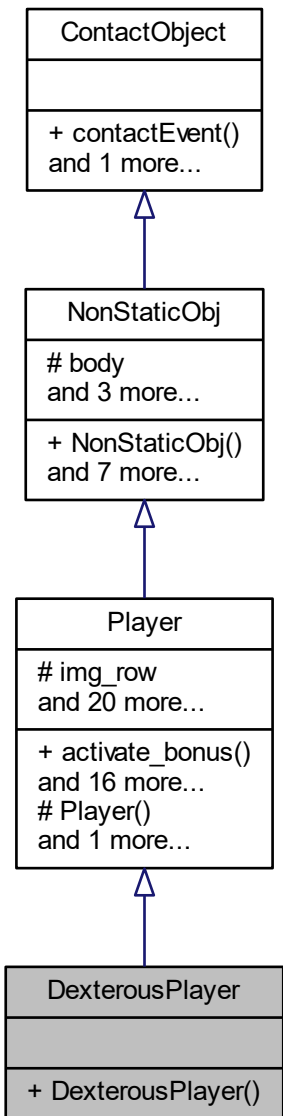 ContactObject
+ contactEvent()
and 1 more...
NonStaticObj
# body
and 3 more...
+ NonStaticObj()
and 7 more...
Player
# img_row
and 20 more...
+ activate_bonus()
and 16 more...
# Player()
and 1 more...
DexterousPlayer
+ DexterousPlayer()